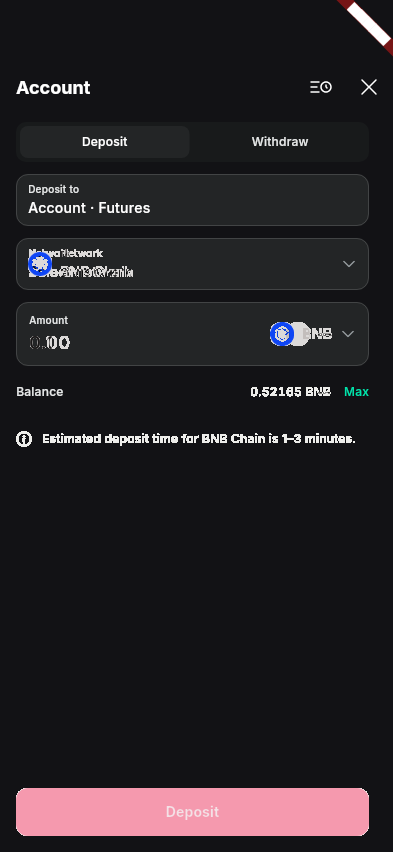 Account
Deposit
Withdraw
Deposit to
Account · Futures
Network
Amount
BNB
Balance
0.52165 BNB
Max
Estimated deposit time for BNB Chain is 1–3 minutes.
Deposit